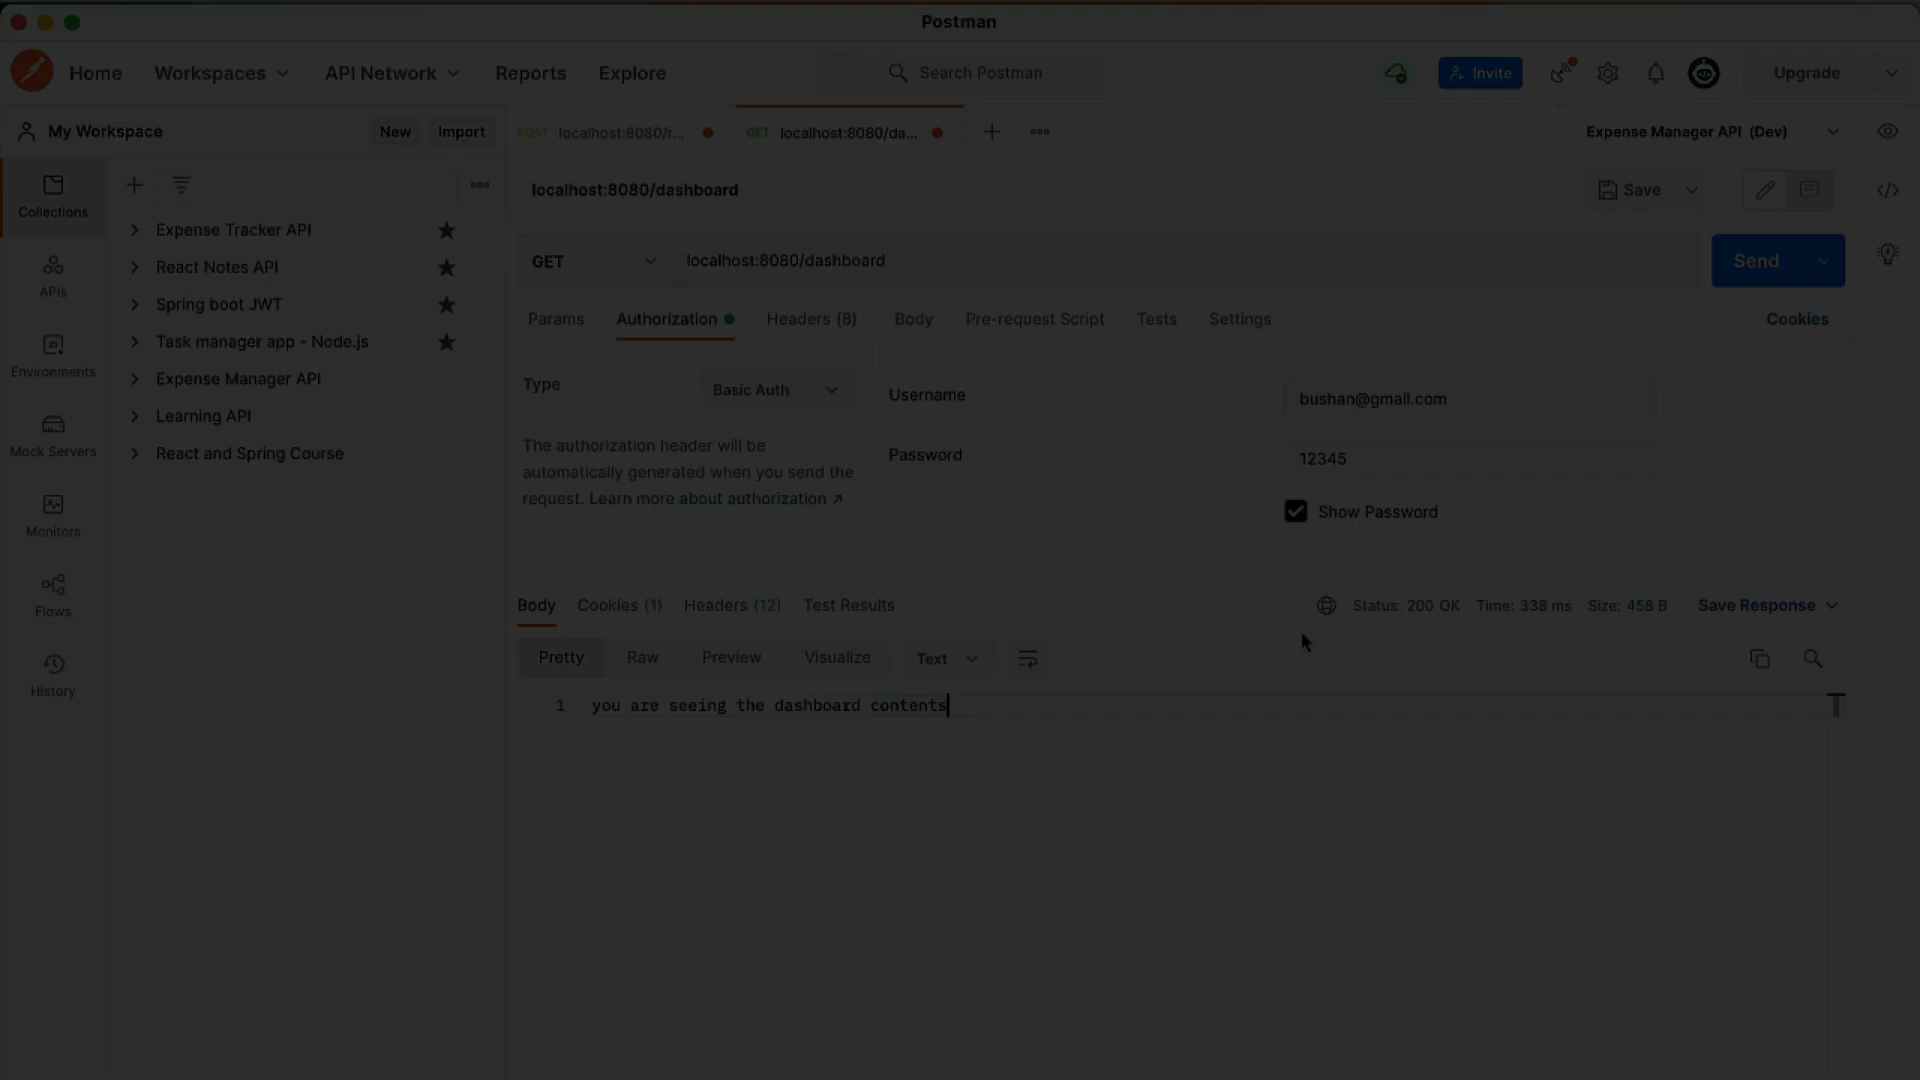 Postman
Home Workspaces API Network Reports Explore Search Postman Invite Upgrade
My Workspace New Import POST localhost:8080/r... GET localhost:8080/da... Expense Manager API (Dev)
Collections
APIs
Environments
Mock Servers
Monitors
Flows
History
Expense Tracker API
React Notes API
Spring boot JWT
Task manager app - Node.js
Expense Manager API
Learning API
React and Spring Course
localhost:8080/dashboard Save
GET localhost:8080/dashboard Send
Params Authorization Headers (8) Body Pre-request Script Tests Settings Cookies
Type Basic Auth
The authorization header will be
automatically generated when you send the
request. Learn more about authorization ↗
Username bushan@gmail.com
Password 12345
Show Password
Body Cookies (1) Headers (12) Test Results Status: 200 OK Time: 338 ms Size: 458 B Save Response
Pretty Raw Preview Visualize Text
1 you are seeing the dashboard contents